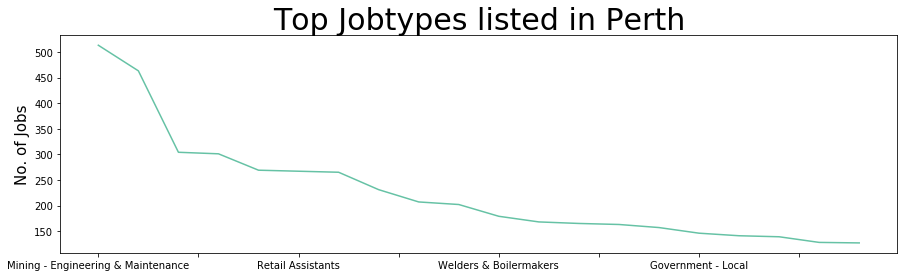 Top Jobtypes listed in Perth
No. of Jobs
500
450
400
350
300
250
200
150
Mining - Engineering & Maintenance
Retail Assistants
Welders & Boilermakers
Government - Local